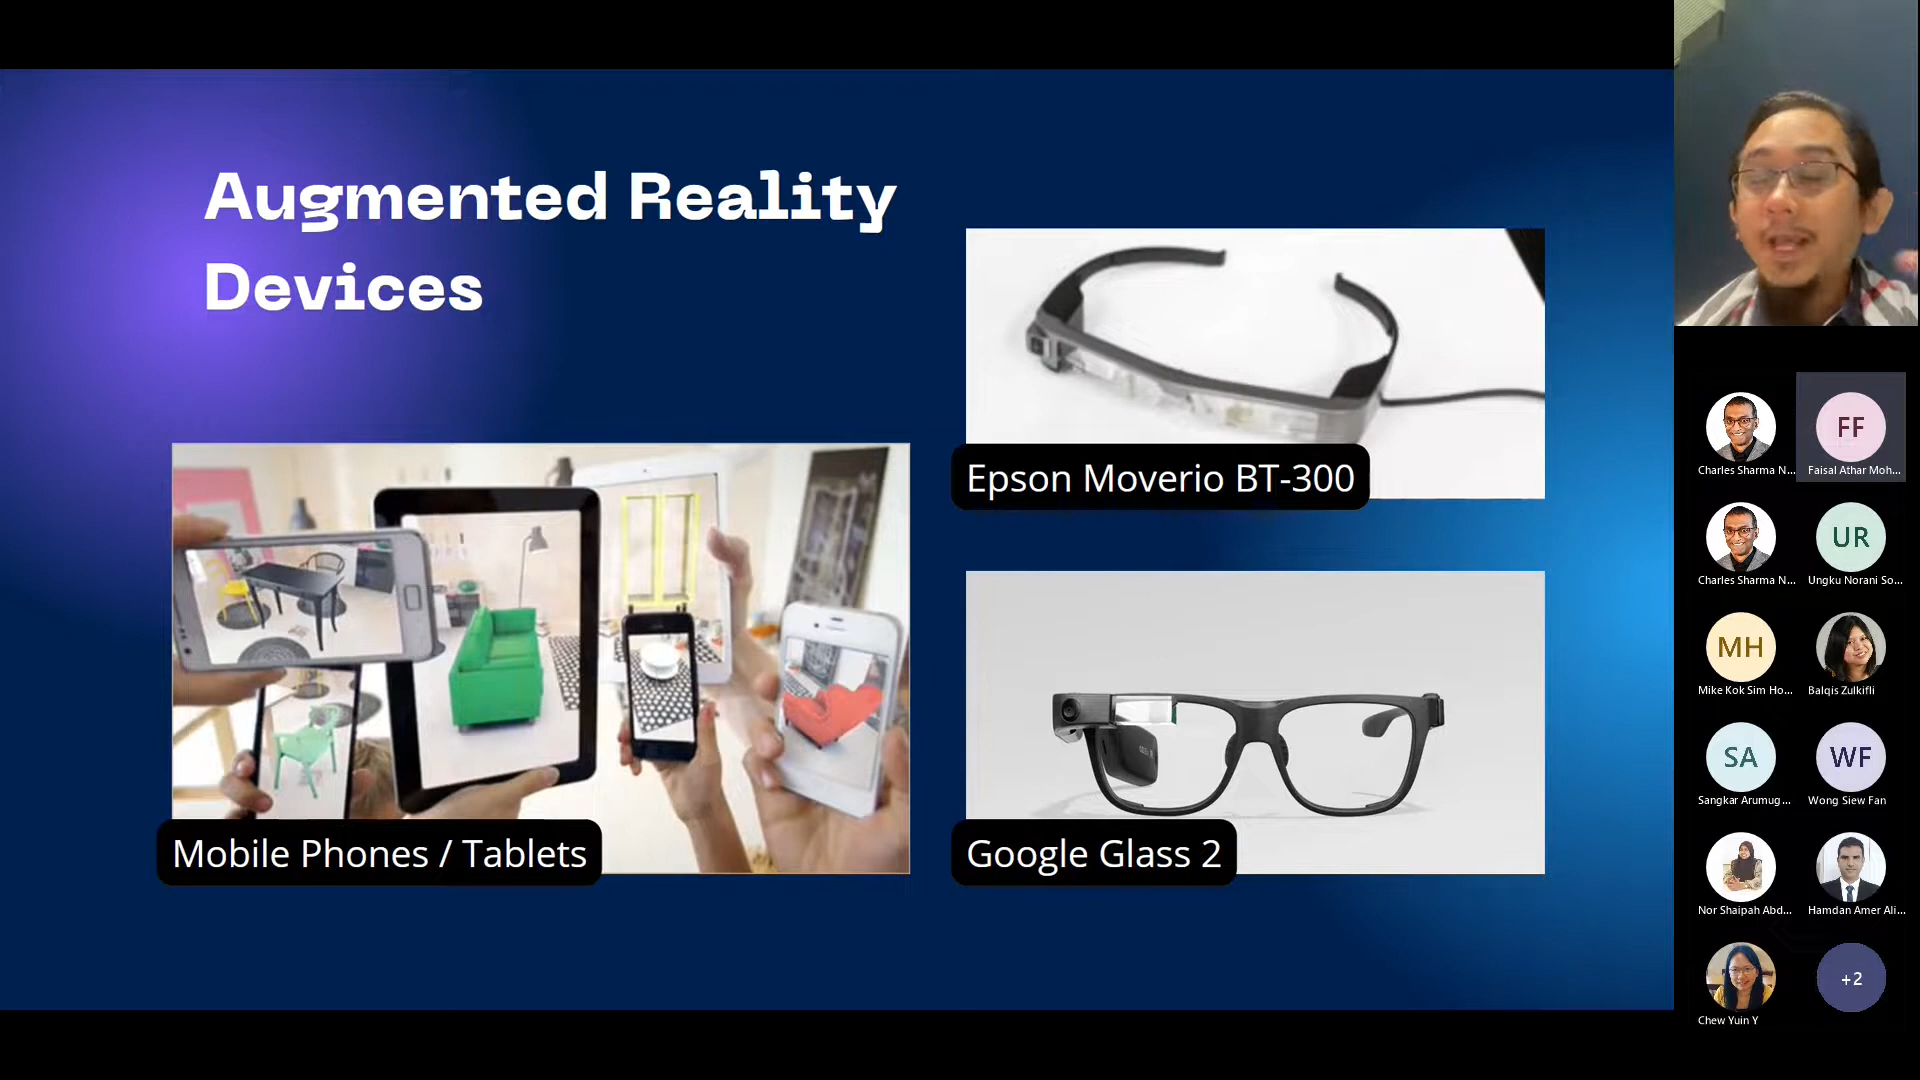 Augmented Reality
Devices
Epson Moverio BT-300
Mobile Phones / Tablets
Google Glass 2
Charles Sharma N...
FF
Faisal Athar Moh...
Charles Sharma N...
UR
Ungku Norani So...
MH
Mike Kok Sim Ho...
Balqis Zulkifli
SA
Sangkar Arumug...
WF
Wong Siew Fan
Nor Shaipah Abd...
Hamdan Amer Ali...
Chew Yuin Y
+2